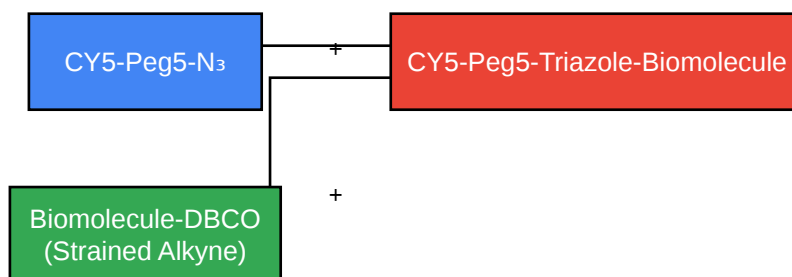 CY5-Peg5-N₃
+
CY5-Peg5-Triazole-Biomolecule
Biomolecule-DBCO
(Strained Alkyne)
+